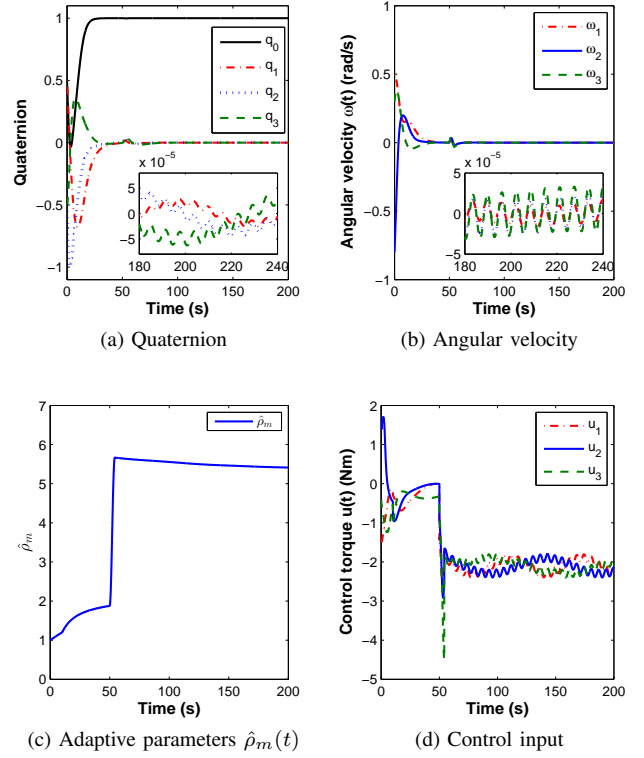 1
0.5
0
−0.5
−1
0 50 100 150 200
Quaternion
Time (s)
q0
q1
q2
q3
x 10−5
5
0
−5
180 200 220 240
(a) Quaternion
1
0.5
0
−0.5
−1
0 50 100 150 200
Angular velocity ω(t) (rad/s)
Time (s)
ω1
ω2
ω3
x 10−5
5
0
−5
180 200 220 240
(b) Angular velocity
7
6
5
4
3
2
1
0
0 50 100 150 200
ρ̂m
Time (s)
ρ̂m
(c) Adaptive parameters ρ̂m(t)
2
1
0
−1
−2
−3
−4
−5
0 50 100 150 200
Control torque u(t) (Nm)
Time (s)
u1
u2
u3
(d) Control input